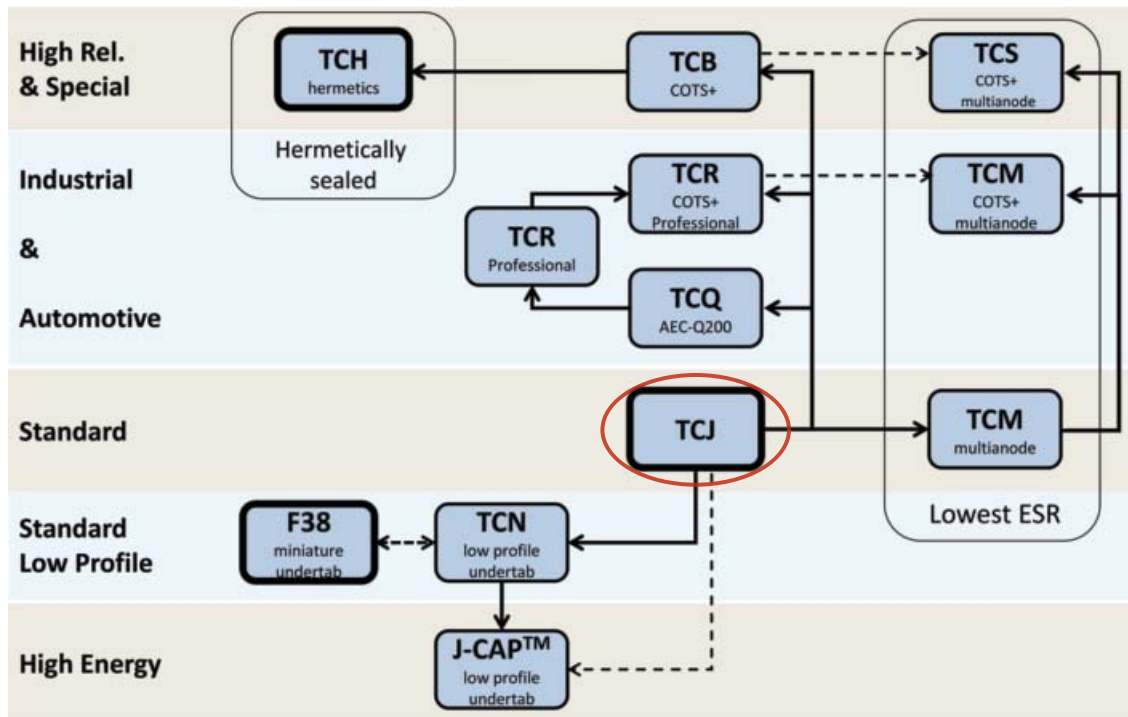 High Rel.
& Special
TCH
hermetics
TCB
COTS+
TCS
COTS+
multianode
Hermetically
sealed
Industrial
&
Automotive
TCR
COTS+
Professional
TCM
COTS+
multianode
TCR
Professional
TCQ
AEC-Q200
Standard
TCJ
TCM
multianode
Lowest ESR
Standard
Low Profile
F38
miniature
undertab
TCN
low profile
undertab
High Energy
J-CAP™
low profile
undertab